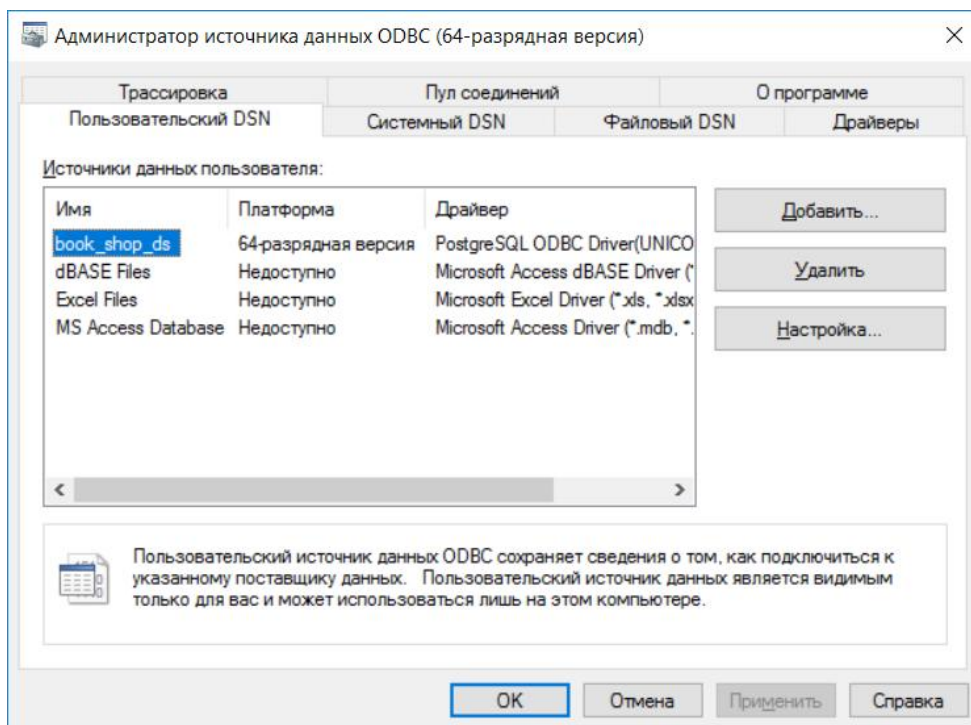 Администратор источника данных ODBC (64-разрядная версия)
Трассировка Пул соединений О программе
Пользовательский DSN Системный DSN Файловый DSN Драйверы
Источники данных пользователя:
Имя Платформа Драйвер
book_shop_ds 64-разрядная версия PostgreSQL ODBC Driver(UNICO
dBASE Files Недоступно Microsoft Access dBASE Driver (*
Excel Files Недоступно Microsoft Excel Driver (*.xls, *.xlsx
MS Access Database Недоступно Microsoft Access Driver (*.mdb, *.
Добавить...
Удалить
Настройка...
Пользовательский источник данных ODBC сохраняет сведения о том, как подключиться к
указанному поставщику данных. Пользовательский источник данных является видимым
только для вас и может использоваться лишь на этом компьютере.
ОК Отмена Применить Справка